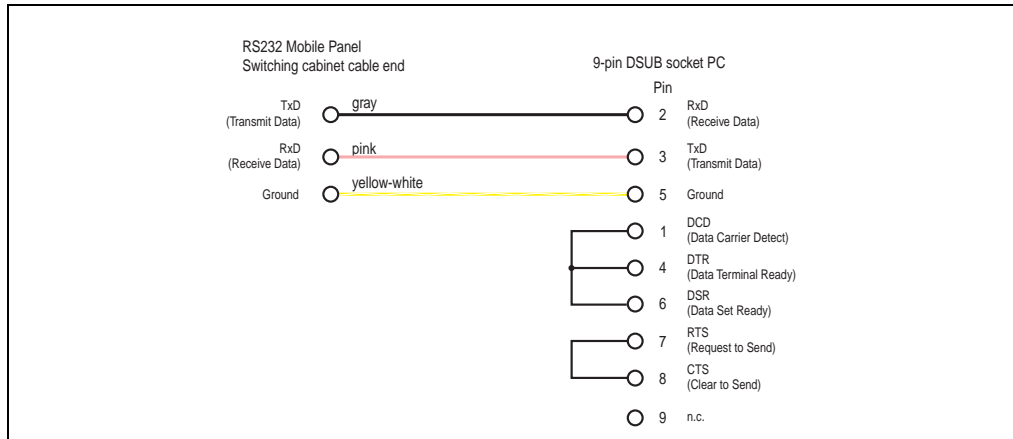 RS232 Mobile Panel
Switching cabinet cable end
9-pin DSUB socket PC
Pin
TxD
(Transmit Data)
gray
2
RxD
(Receive Data)
RxD
(Receive Data)
pink
3
TxD
(Transmit Data)
Ground
yellow-white
5
Ground
1
DCD
(Data Carrier Detect)
4
DTR
(Data Terminal Ready)
6
DSR
(Data Set Ready)
7
RTS
(Request to Send)
8
CTS
(Clear to Send)
9
n.c.